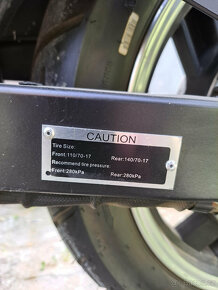 CAUTION
Tire Size:
Front:110/70-17 Rear:140/70-17
Recommend tire pressure:
Front:280kPa Rear:280kPa